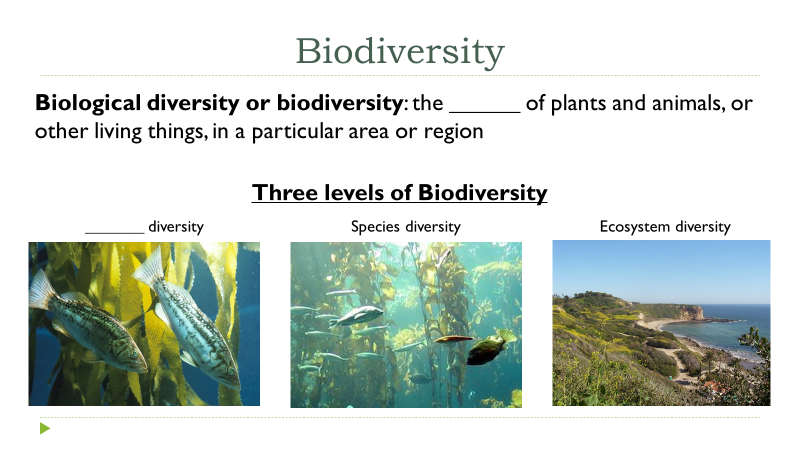 Biodiversity
Biological diversity or biodiversity: the ______ of plants and animals, or
other living things, in a particular area or region
Three levels of Biodiversity
_______ diversity
Species diversity
Ecosystem diversity